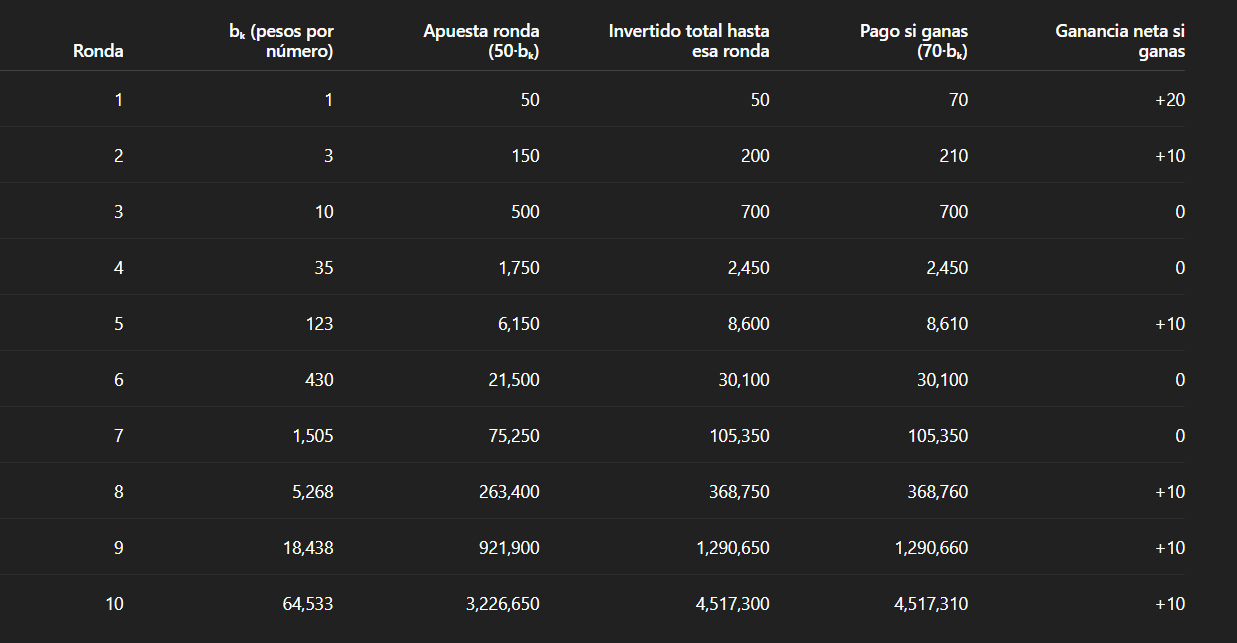 Ronda bₖ (pesos por número) Apuesta ronda (50·bₖ) Invertido total hasta esa ronda Pago si ganas (70·bₖ) Ganancia neta si ganas
1 1 50 50 70 +20
2 3 150 200 210 +10
3 10 500 700 700 0
4 35 1,750 2,450 2,450 0
5 123 6,150 8,600 8,610 +10
6 430 21,500 30,100 30,100 0
7 1,505 75,250 105,350 105,350 0
8 5,268 263,400 368,750 368,760 +10
9 18,438 921,900 1,290,650 1,290,660 +10
10 64,533 3,226,650 4,517,300 4,517,310 +10